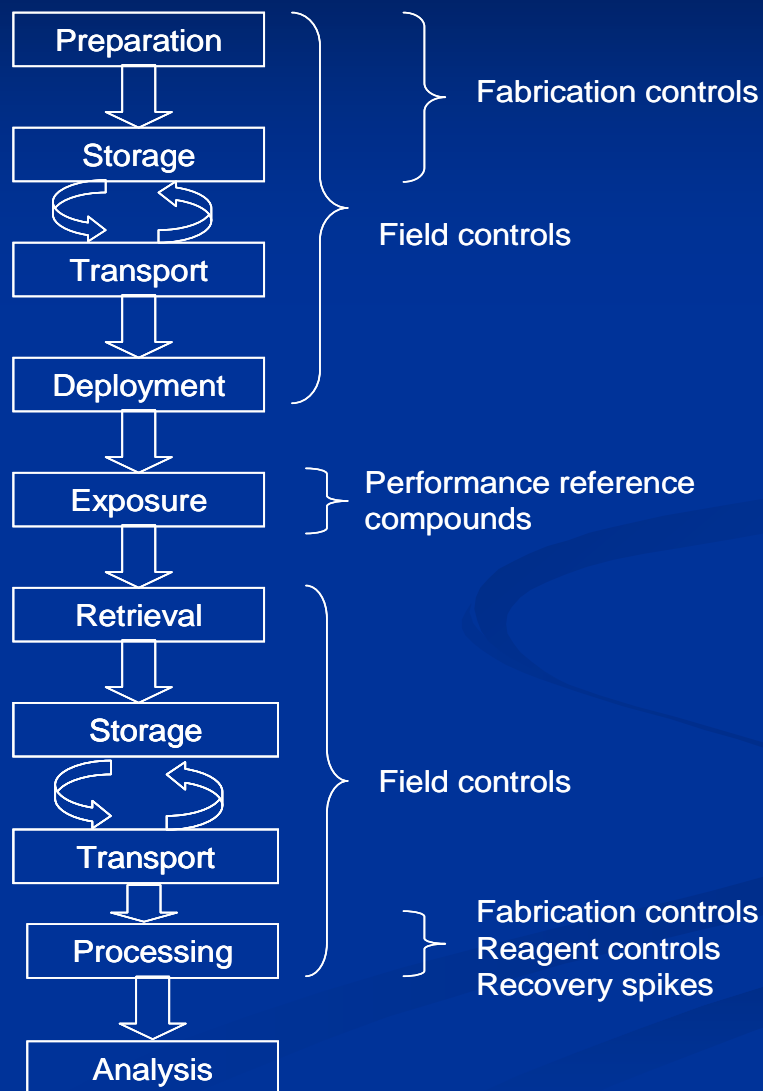 Preparation
Fabrication controls
Storage
Field controls
Transport
Deployment
Performance reference
compounds
Exposure
Retrieval
Storage
Field controls
Transport
Fabrication controls
Processing
Reagent controls
Recovery spikes
Analysis